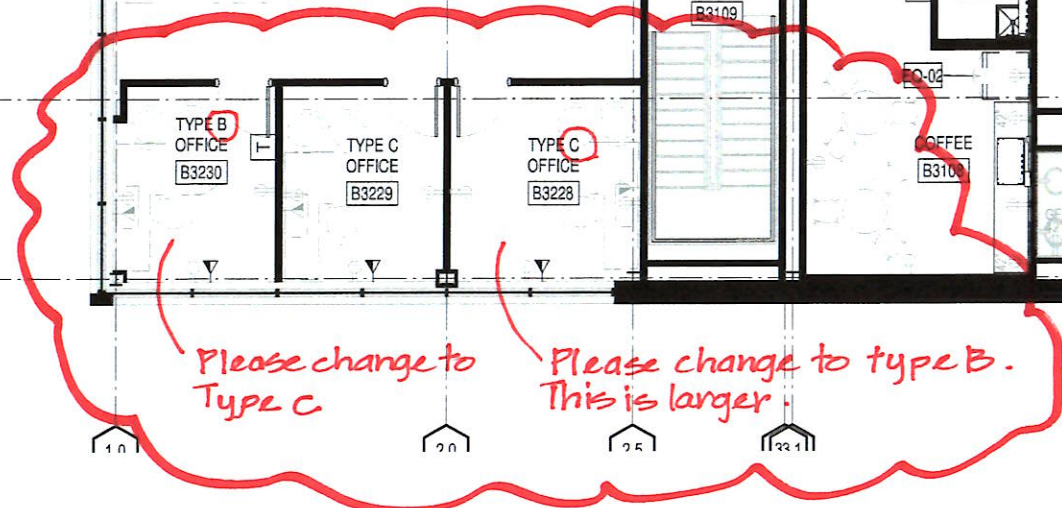 B3109
EQ-02
TYPE B
OFFICE
B3230
T
TYPE C
OFFICE
B3229
TYPE C
OFFICE
B3228
COFFEE
B3108
Please change to
Type C
Please change to type B.
This is larger.
1.0
2.0
2.5
33.1